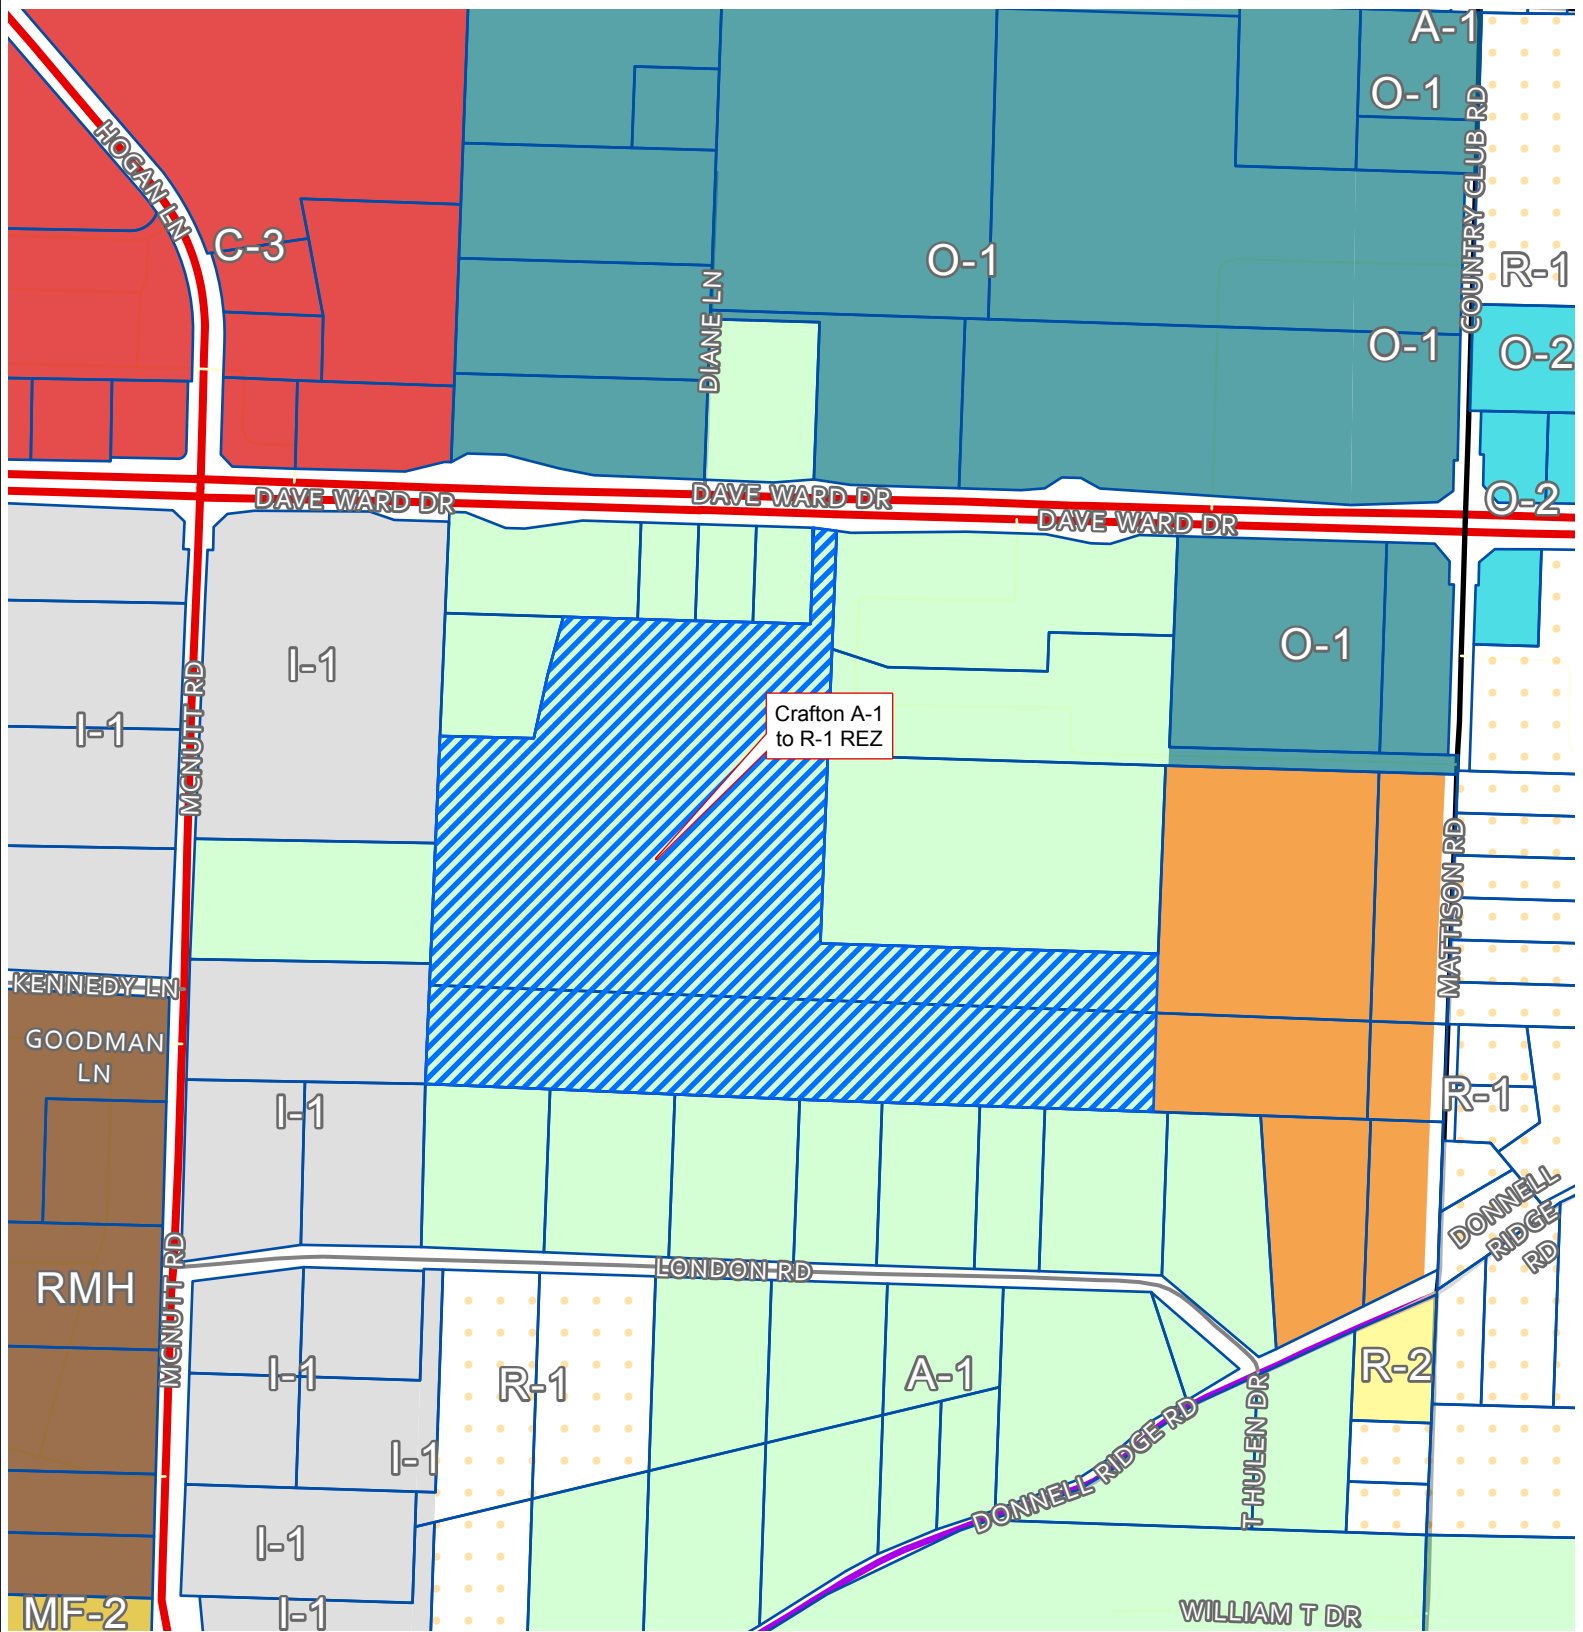 A-1
O-1
COUNTRY CLUB RD
HOGAN LN
C-3
O-1
R-1
DIANE LN
O-1
O-2
DAVE WARD DR
DAVE WARD DR
DAVE WARD DR
O-2
I-1
O-1
I-1
MCNUTT RD
Crafton A-1
to R-1 REZ
MATTISON RD
KENNEDY LN
GOODMAN
LN
I-1
R-1
DONNELL
RIDGE
RD
RMH
MCNUTT RD
LONDON RD
I-1
R-1
A-1
R-2
I-1
T HULEN DR
DONNELL RIDGE RD
I-1
MF-2
I-1
WILLIAM T DR